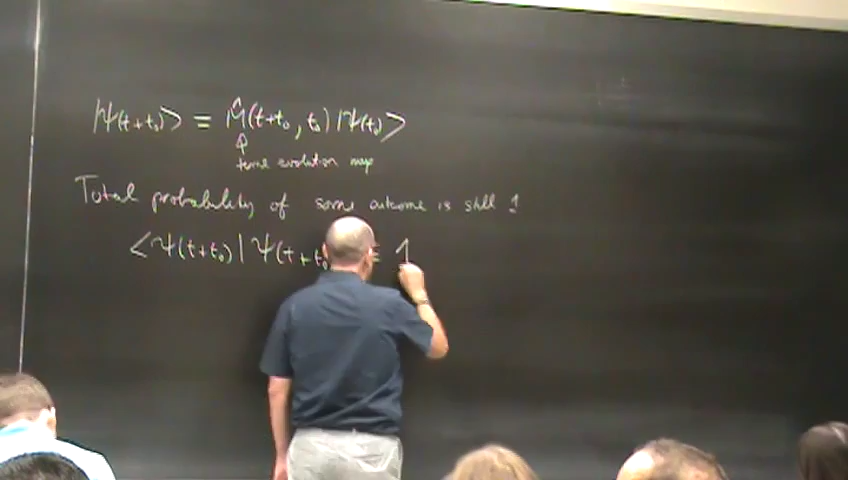 |Ψ(t+t₀)> = M̂(t+t₀, t₀)|Ψ(t₀)>
time evolution map
Total probability of some outcome is still 1
<Ψ(t+t₀)|Ψ(t+t₀ = 1